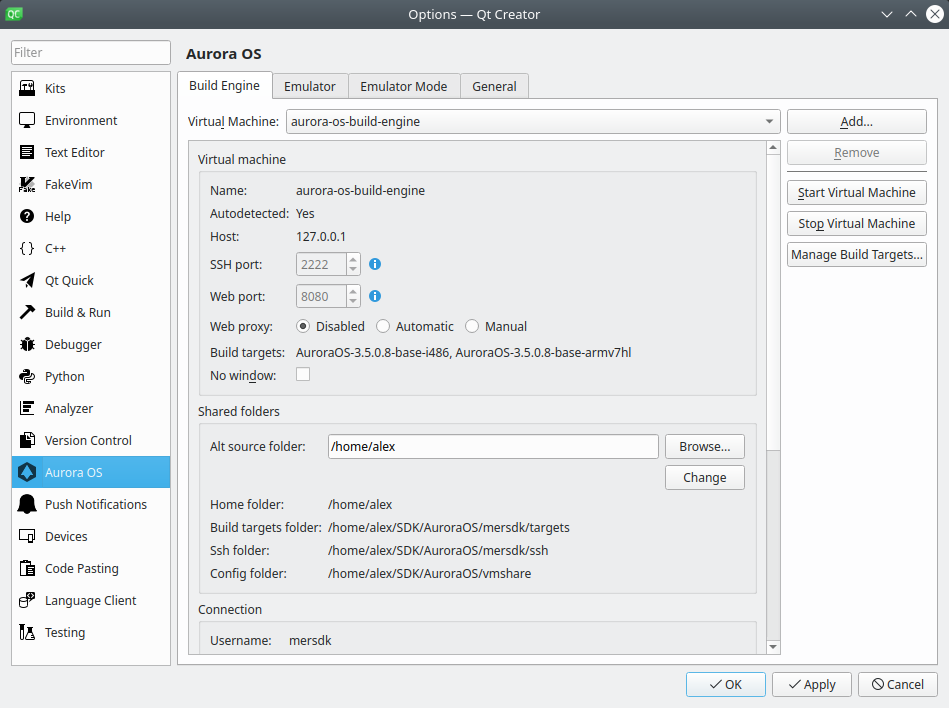 QC
Options — Qt Creator
Filter
Kits
Environment
Text Editor
FakeVim
Help
C++
Qt Quick
Build & Run
Debugger
Python
Analyzer
Version Control
Aurora OS
Push Notifications
Devices
Code Pasting
Language Client
Testing
Aurora OS
Build Engine Emulator Emulator Mode General
Virtual Machine: aurora-os-build-engine Add...
Remove
Start Virtual Machine
Stop Virtual Machine
Manage Build Targets...
Virtual machine
Name: aurora-os-build-engine
Autodetected: Yes
Host: 127.0.0.1
SSH port: 2222
Web port: 8080
Web proxy: Disabled Automatic Manual
Build targets: AuroraOS-3.5.0.8-base-i486, AuroraOS-3.5.0.8-base-armv7hl
No window:
Shared folders
Alt source folder: /home/alex Browse...
Change
Home folder: /home/alex
Build targets folder: /home/alex/SDK/AuroraOS/mersdk/targets
Ssh folder: /home/alex/SDK/AuroraOS/mersdk/ssh
Config folder: /home/alex/SDK/AuroraOS/vmshare
Connection
Username: mersdk
OK Apply Cancel